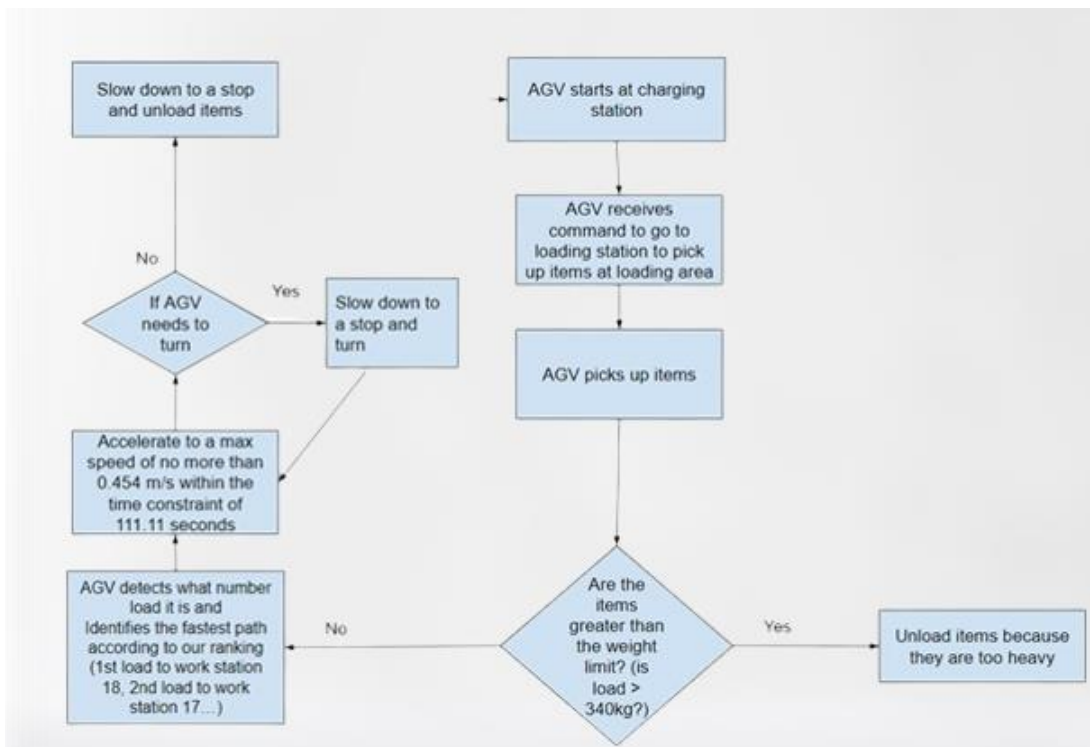 AGV starts at charging
station
AGV receives
command to go to
loading station to pick
up items at loading area
AGV picks up items
Are the
items
greater than
the weight
limit? (is
load >
340kg?)
Yes
Unload items because
they are too heavy
No
AGV detects what number
load it is and
Identifies the fastest path
according to our ranking
(1st load to work station
18, 2nd load to work
station 17...)
Accelerate to a max
speed of no more than
0.454 m/s within the
time constraint of
111.11 seconds
If AGV
needs to
turn
Yes
Slow down to
a stop and
turn
No
Slow down to a stop
and unload items